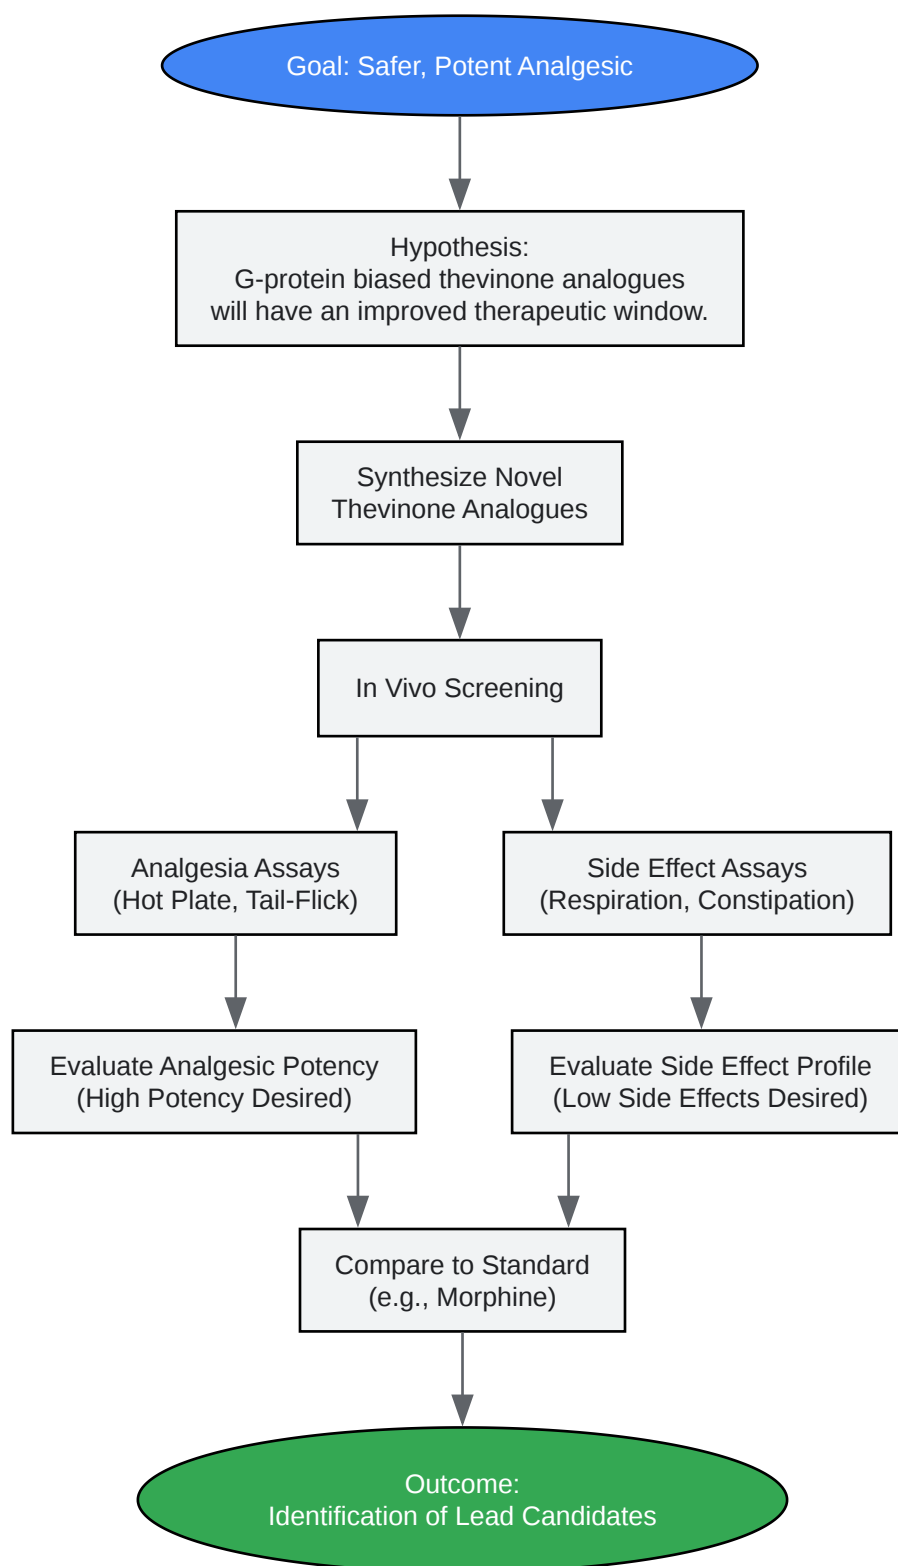 Goal: Safer, Potent Analgesic
Hypothesis:
G-protein biased thevinone analogues
will have an improved therapeutic window.
Synthesize Novel
Thevinone Analogues
In Vivo Screening
Analgesia Assays
(Hot Plate, Tail-Flick)
Side Effect Assays
(Respiration, Constipation)
Evaluate Analgesic Potency
(High Potency Desired)
Evaluate Side Effect Profile
(Low Side Effects Desired)
Compare to Standard
(e.g., Morphine)
Outcome:
Identification of Lead Candidates